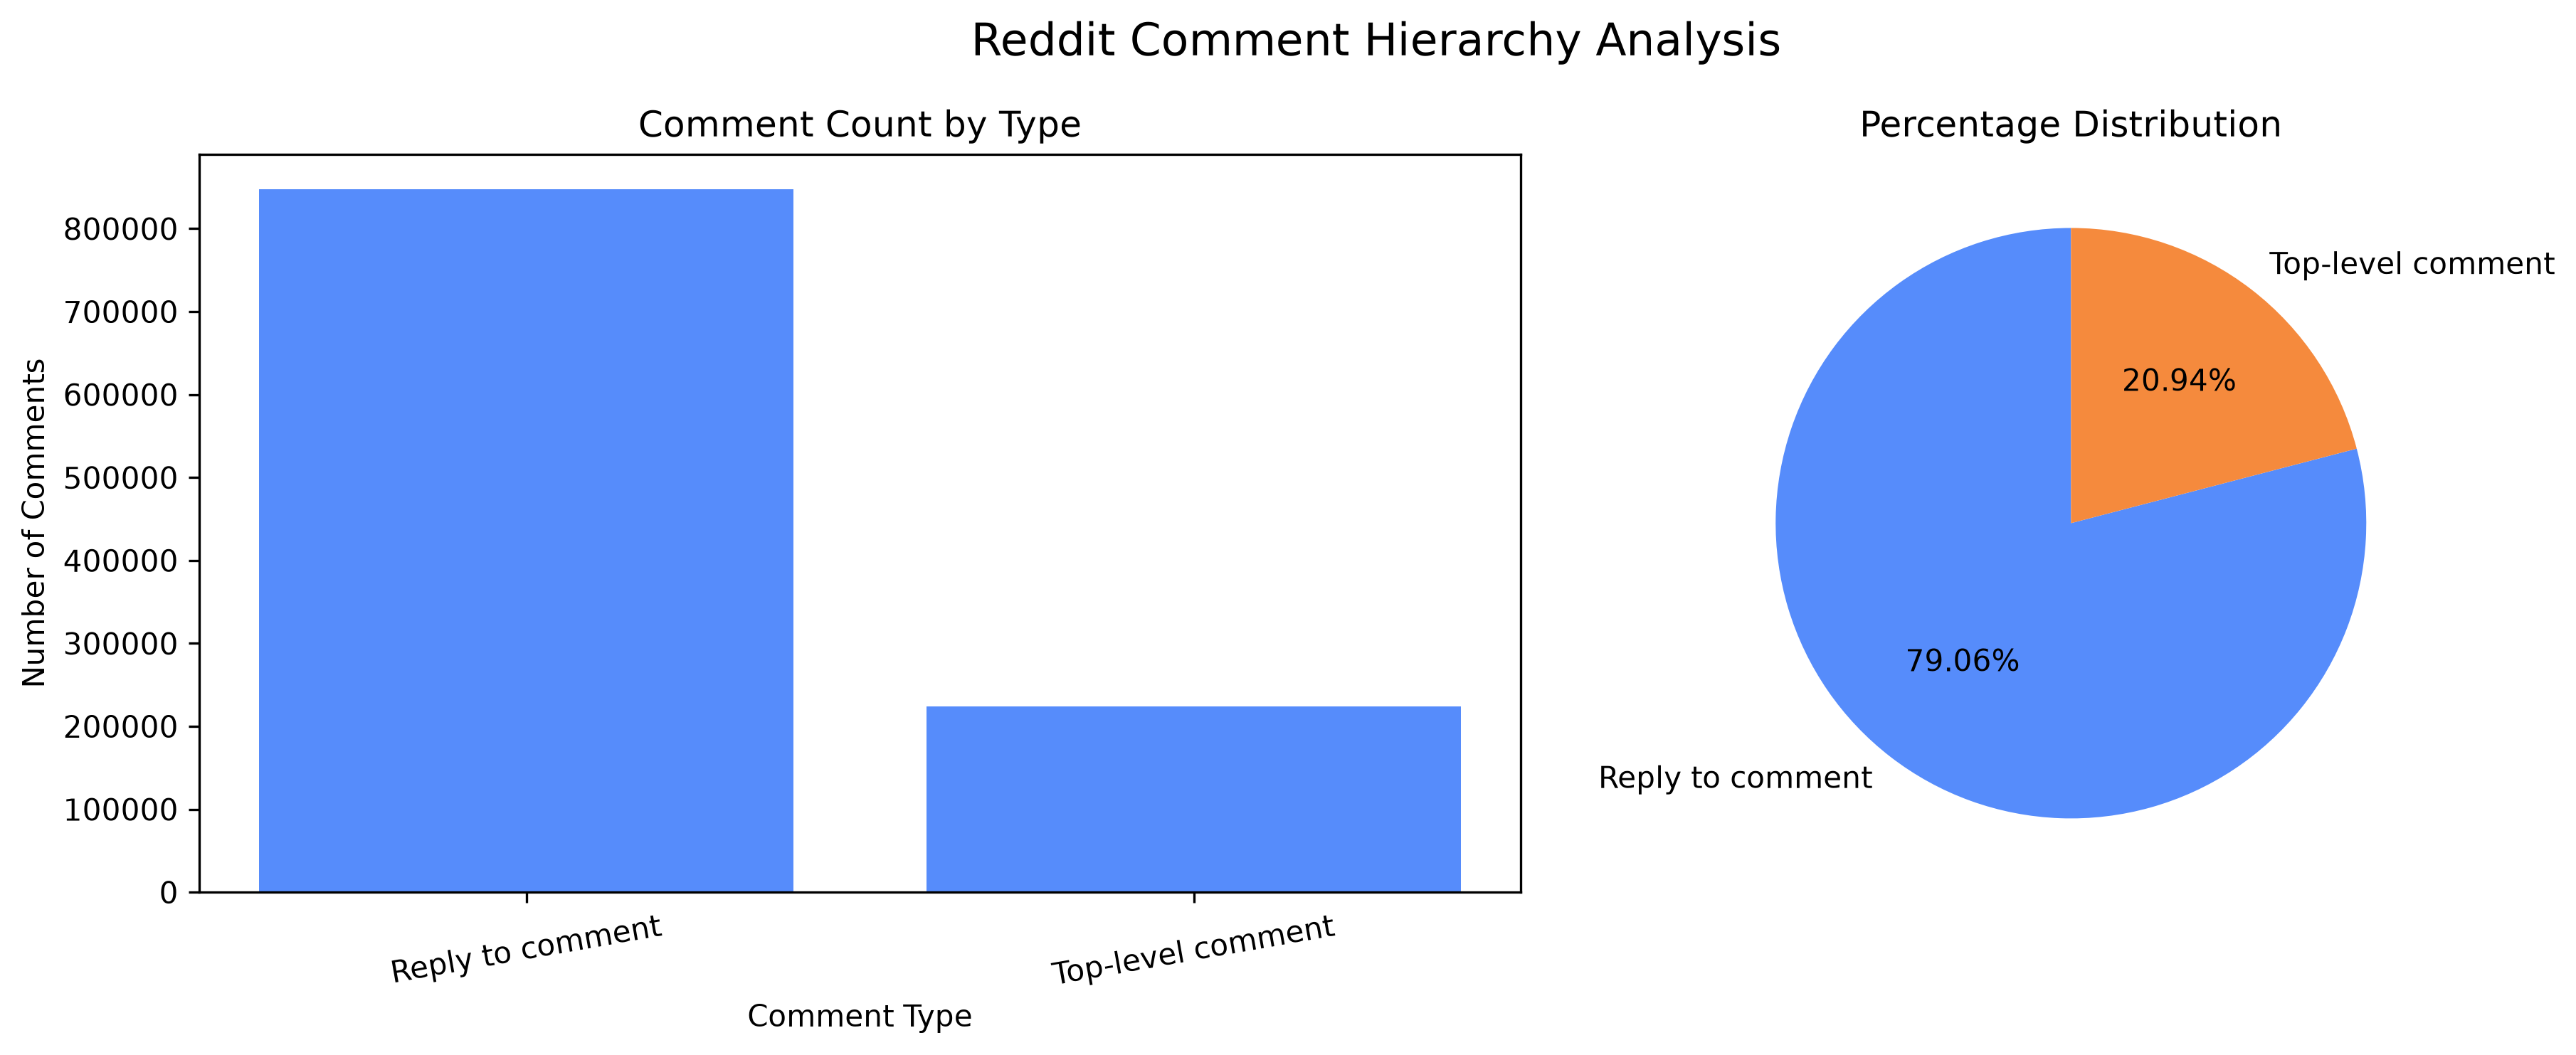 Reddit Comment Hierarchy Analysis
Comment Count by Type
Number of Comments
800000
700000
600000
500000
400000
300000
200000
100000
0
Reply to comment
Top-level comment
Comment Type
Percentage Distribution
Top-level comment
20.94%
79.06%
Reply to comment